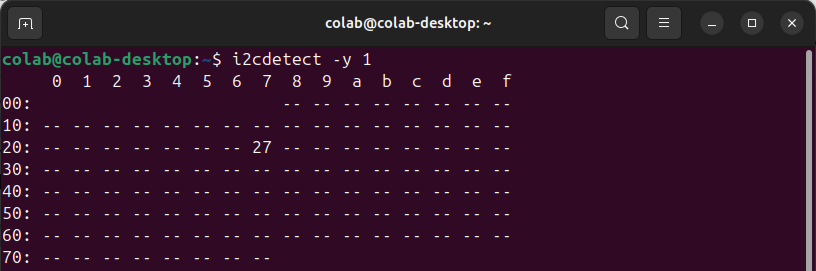 colab@colab-desktop: ~
colab@colab-desktop:~$ i2cdetect -y 1
     0  1  2  3  4  5  6  7  8  9  a  b  c  d  e  f
00:                         -- -- -- -- -- -- -- --
10: -- -- -- -- -- -- -- -- -- -- -- -- -- -- -- --
20: -- -- -- -- -- -- -- 27 -- -- -- -- -- -- -- --
30: -- -- -- -- -- -- -- -- -- -- -- -- -- -- -- --
40: -- -- -- -- -- -- -- -- -- -- -- -- -- -- -- --
50: -- -- -- -- -- -- -- -- -- -- -- -- -- -- -- --
60: -- -- -- -- -- -- -- -- -- -- -- -- -- -- -- --
70: -- -- -- -- -- -- -- --